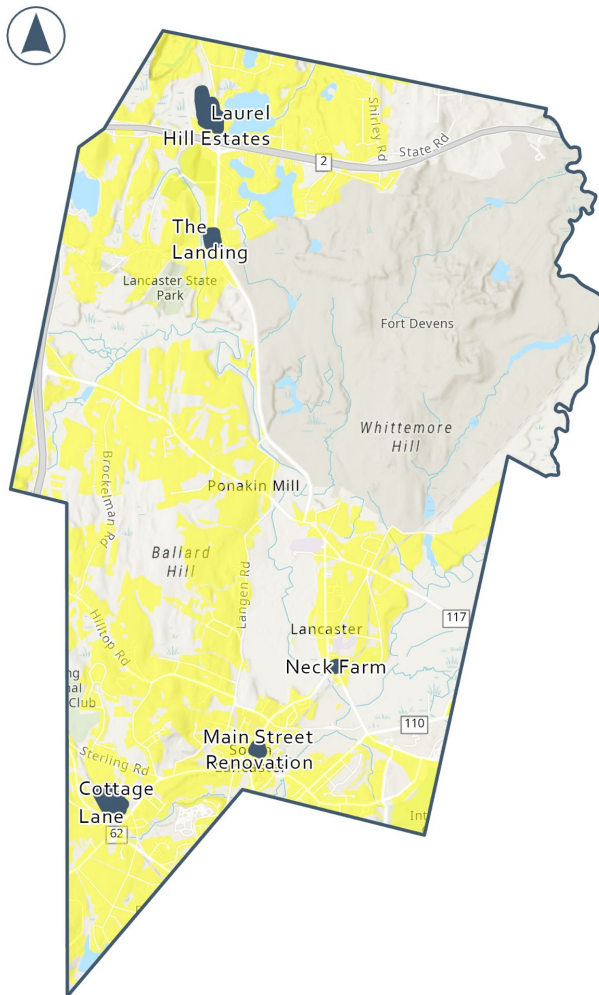 Laurel
Hill Estates
Shirley Rd
State Rd
2
The
Landing
Lancaster State
Park
Fort Devens
Whittemore
Hill
Brockelman Rd
Ponakin Mill
Ballard
Hill
Langen Rd
117
Hilltop Rd
Lancaster
Neck Farm
Club
110
Main Street
Renovation
Sterling Rd
Cottage
Lane
62